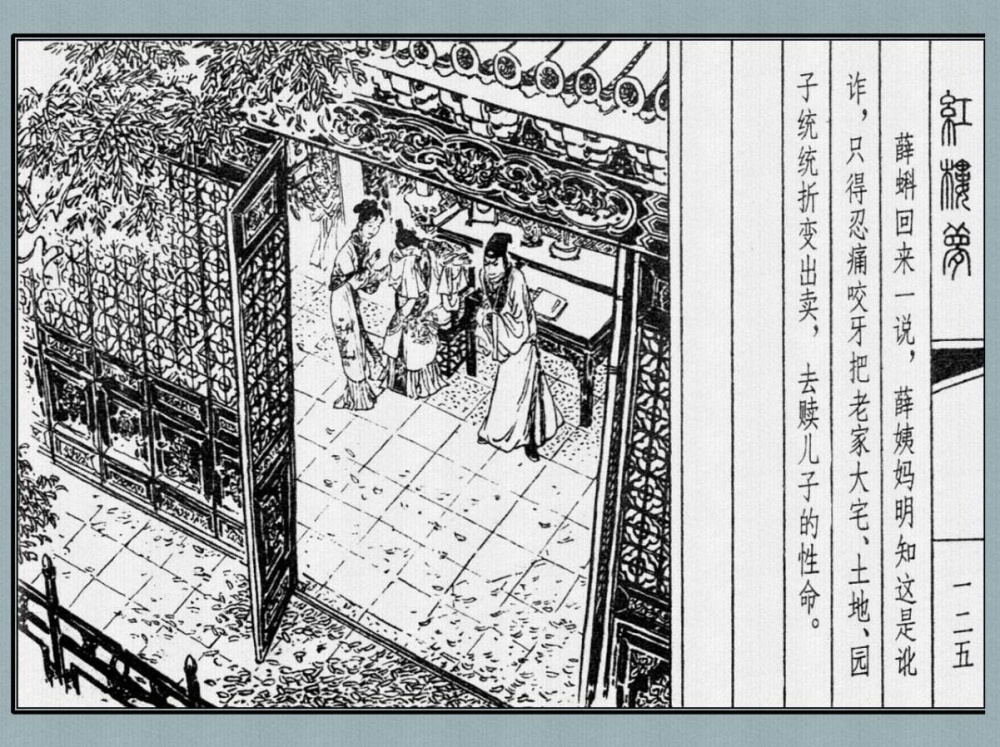 紅樓夢
一二五
薛蝌回来一说，薛姨妈明知这是讹
诈，只得忍痛咬牙把老家大宅、土地、园
子统统折变出卖，去赎儿子的性命。